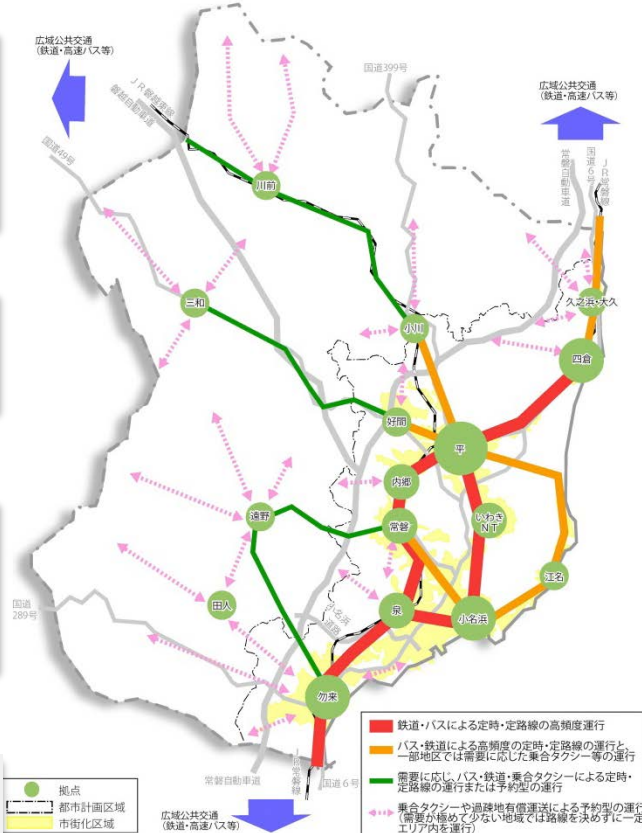 広域公共交通
(鉄道・高速バス等)
広域公共交通
(鉄道・高速バス等)
国道399号
JR磐越東線
磐越自動車道
国道49号
常磐自動車道
国道6号
JR常磐線
川前
三和
小川
久之浜・大久
四倉
好間
平
内郷
いわき
NT
常磐
遠野
江名
田人
泉
小名浜
小名浜
道路
国道
289号
勿来
常磐自動車道
JR常磐線
国道6号
広域公共交通
(鉄道・高速バス等)
拠点
都市計画区域
市街化区域
鉄道・バスによる定時・定路線の高頻度運行
バス・鉄道による高頻度の定時・定路線の運行と、
一部地区では需要に応じた乗合タクシー等の運行
需要に応じ、バス・鉄道・乗合タクシーによる定時・
定路線の運行または予約型の運行
乗合タクシーや過疎地有償運送による予約型の運行
(需要が極めて少ない地域では路線を決めずに一定
エリア内を運行)